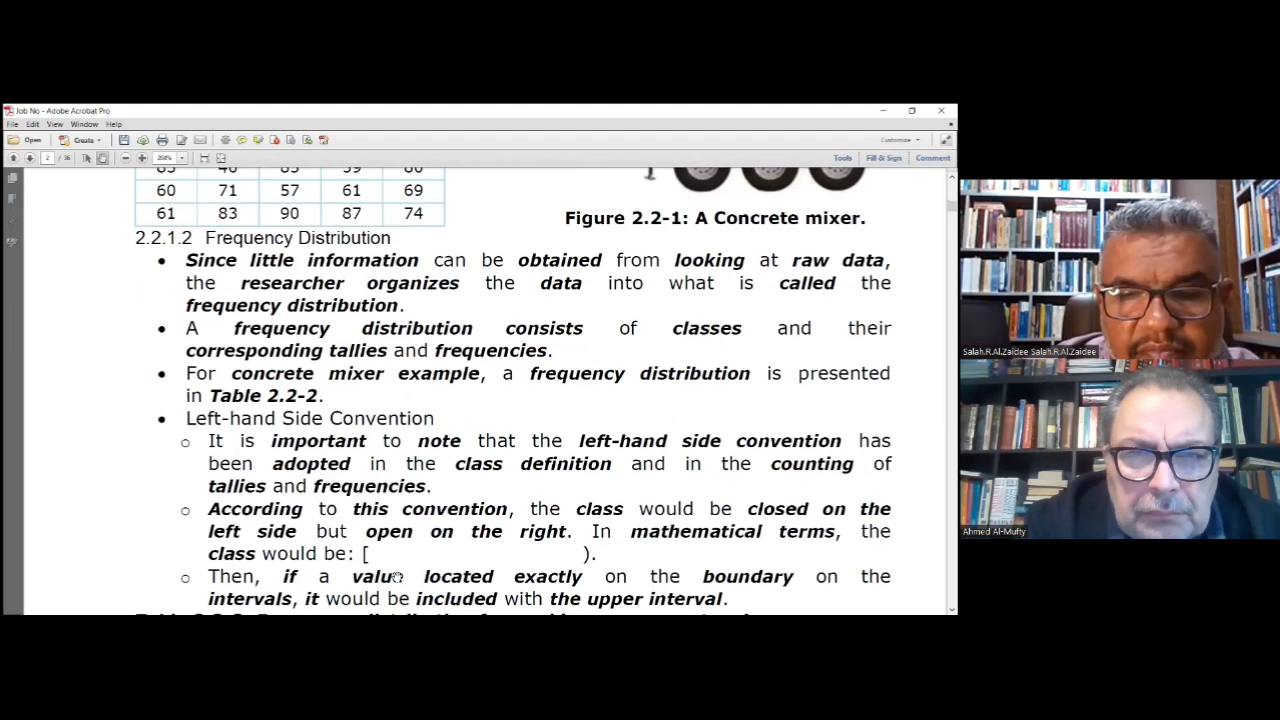 Job No - Adobe Acrobat Pro
File Edit View Window Help
Open Create Customize
2 / 36 204% Tools Fill & Sign Comment
60 71 57 61 69
61 83 90 87 74
Figure 2.2-1: A Concrete mixer.
2.2.1.2 Frequency Distribution
• Since little information can be obtained from looking at raw data,
the researcher organizes the data into what is called the
frequency distribution.
• A frequency distribution consists of classes and their
corresponding tallies and frequencies.
• For concrete mixer example, a frequency distribution is presented
in Table 2.2-2.
• Left-hand Side Convention
o It is important to note that the left-hand side convention has
been adopted in the class definition and in the counting of
tallies and frequencies.
o According to this convention, the class would be closed on the
left side but open on the right. In mathematical terms, the
class would be: [ ).
o Then, if a value located exactly on the boundary on the
intervals, it would be included with the upper interval.
Salah.R.Al.Zaidee Salah.R.Al.Zaidee
Ahmed Al-Mufty